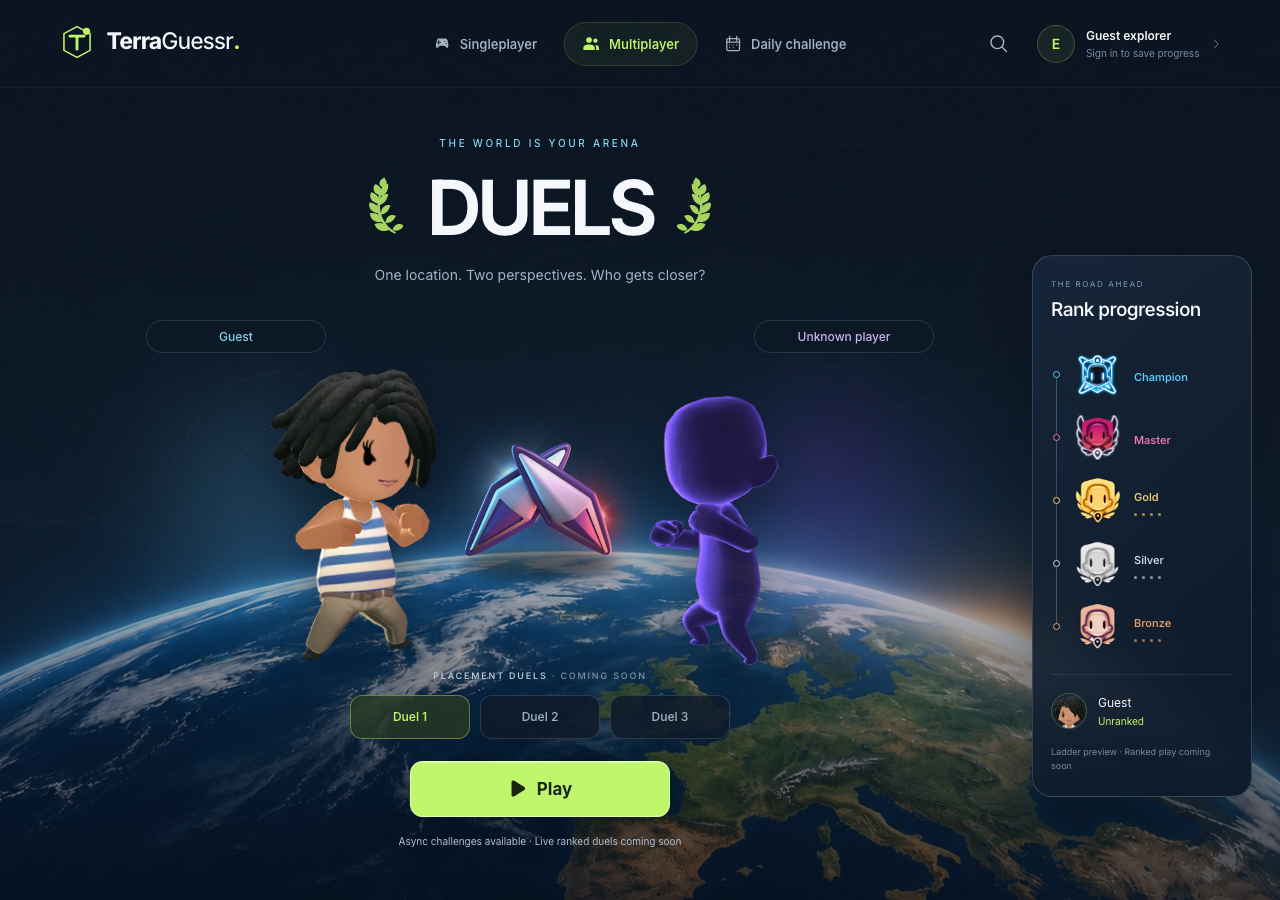 TerraGuessr.
Singleplayer
Multiplayer
Daily challenge
E
Guest explorer
Sign in to save progress
THE WORLD IS YOUR ARENA
DUELS
One location. Two perspectives. Who gets closer?
Guest
Unknown player
PLACEMENT DUELS · COMING SOON
Duel 1
Duel 2
Duel 3
Play
Async challenges available · Live ranked duels coming soon
THE ROAD AHEAD
Rank progression
Champion
Master
Gold
Silver
Bronze
Guest
Unranked
Ladder preview · Ranked play coming
soon